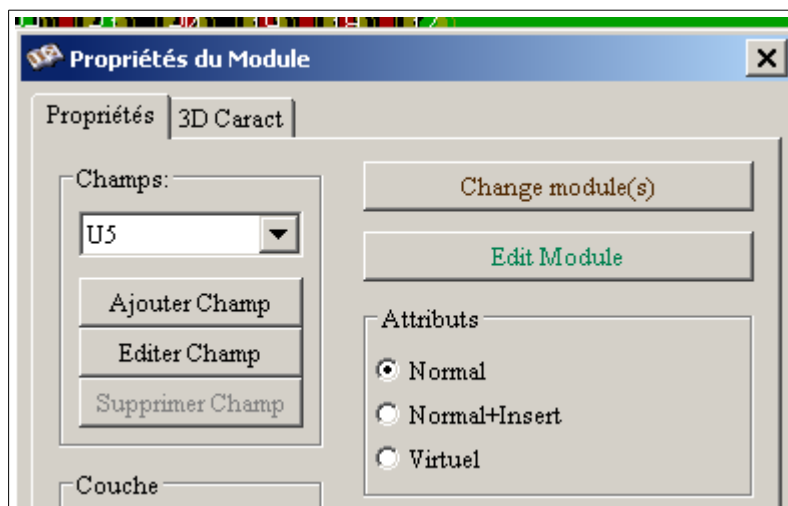 Propriétés du Module
Propriétés
3D Caract
Champs:
U5
Ajouter Champ
Editer Champ
Supprimer Champ
Couche
Change module(s)
Edit Module
Attributs
Normal
Normal+Insert
Virtuel